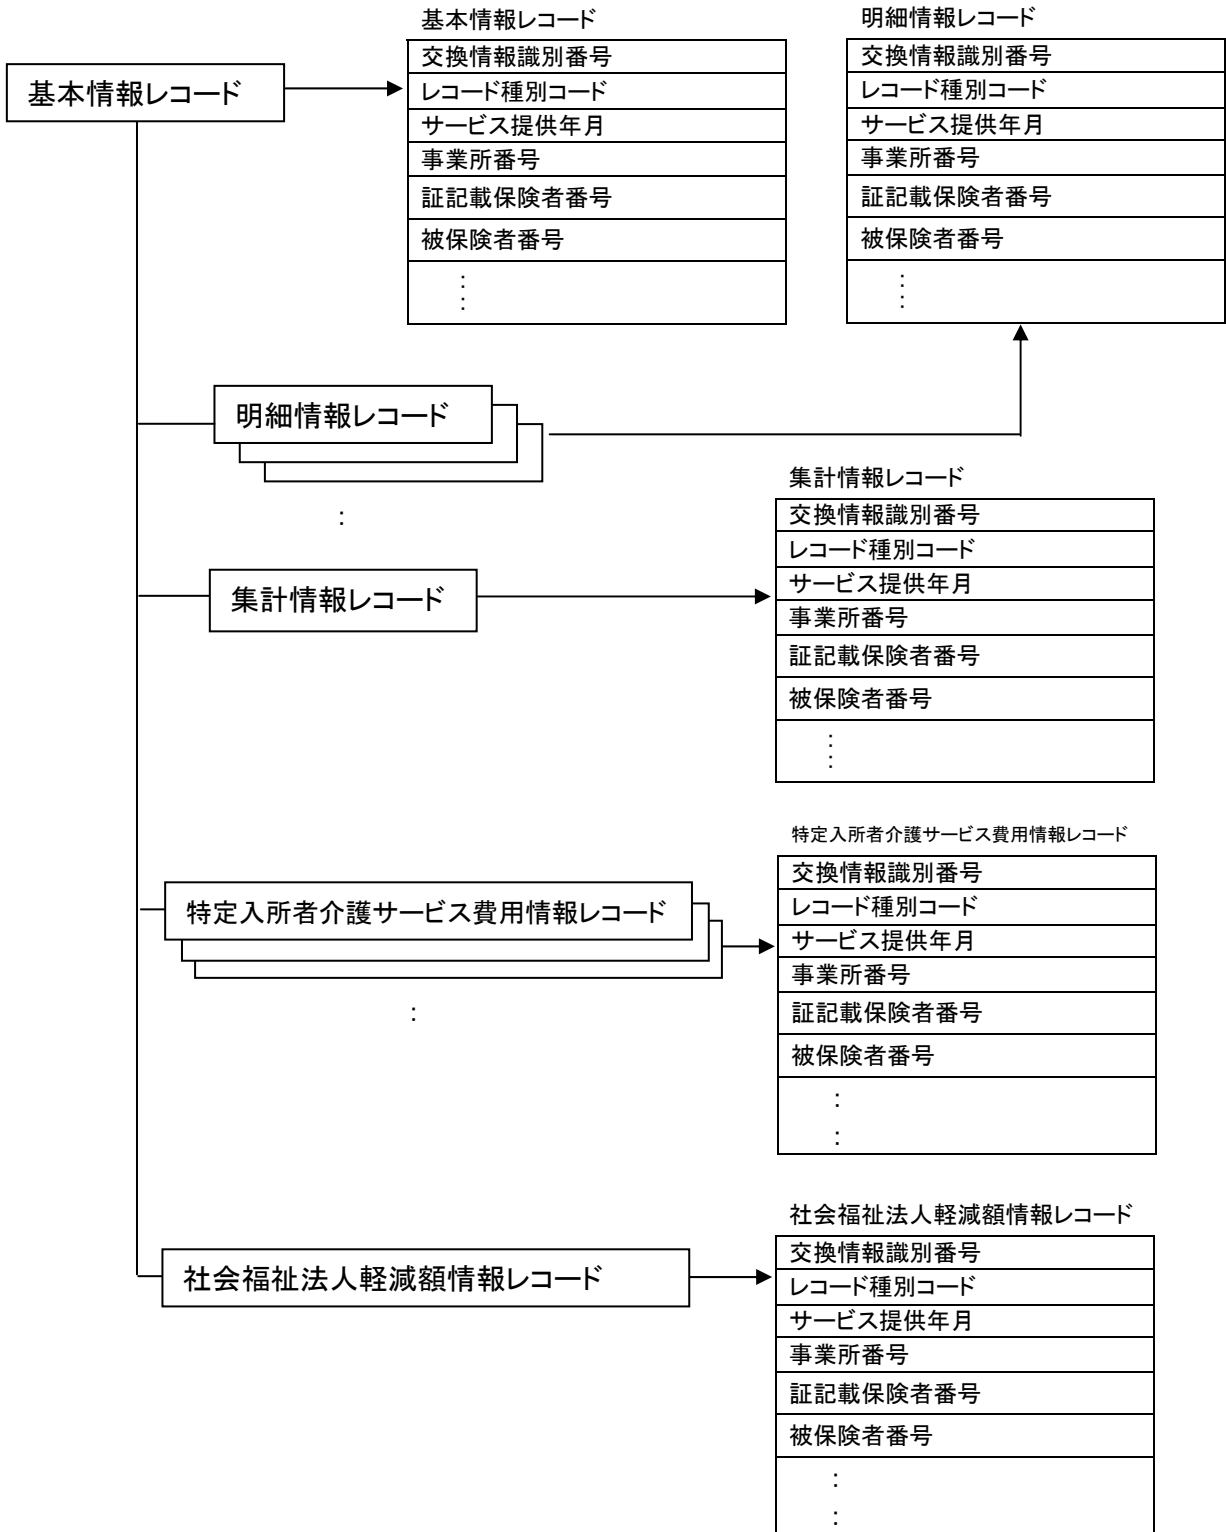 基本情報レコード
基本情報レコード
交換情報識別番号
レコード種別コード
サービス提供年月
事業所番号
証記載保険者番号
被保険者番号
:
:
明細情報レコード
交換情報識別番号
レコード種別コード
サービス提供年月
事業所番号
証記載保険者番号
被保険者番号
:
:
明細情報レコード
:
集計情報レコード
集計情報レコード
交換情報識別番号
レコード種別コード
サービス提供年月
事業所番号
証記載保険者番号
被保険者番号
:
:
特定入所者介護サービス費用情報レコード
:
特定入所者介護サービス費用情報レコード
交換情報識別番号
レコード種別コード
サービス提供年月
事業所番号
証記載保険者番号
被保険者番号
:
:
社会福祉法人軽減額情報レコード
社会福祉法人軽減額情報レコード
交換情報識別番号
レコード種別コード
サービス提供年月
事業所番号
証記載保険者番号
被保険者番号
:
: